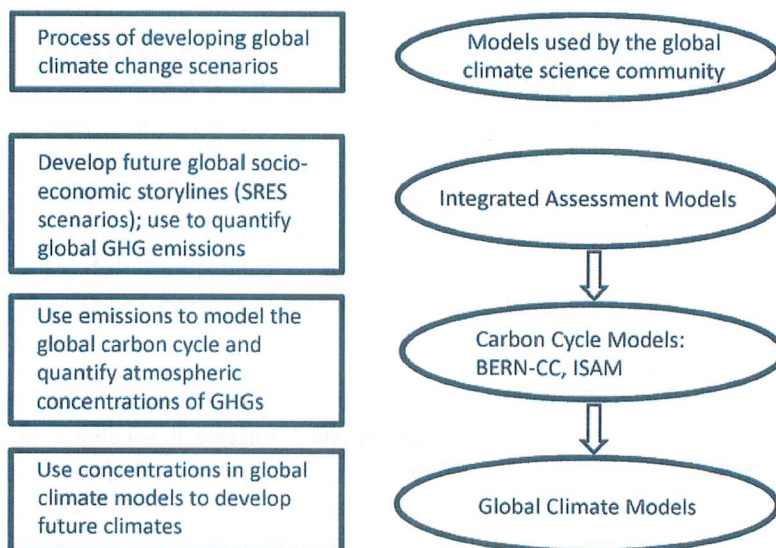 Process of developing global
climate change scenarios
Models used by the global
climate science community
Develop future global socio-
economic storylines (SRES
scenarios); use to quantify
global GHG emissions
Integrated Assessment Models
Use emissions to model the
global carbon cycle and
quantify atmospheric
concentrations of GHGs
Carbon Cycle Models:
BERN-CC, ISAM
Use concentrations in global
climate models to develop
future climates
Global Climate Models